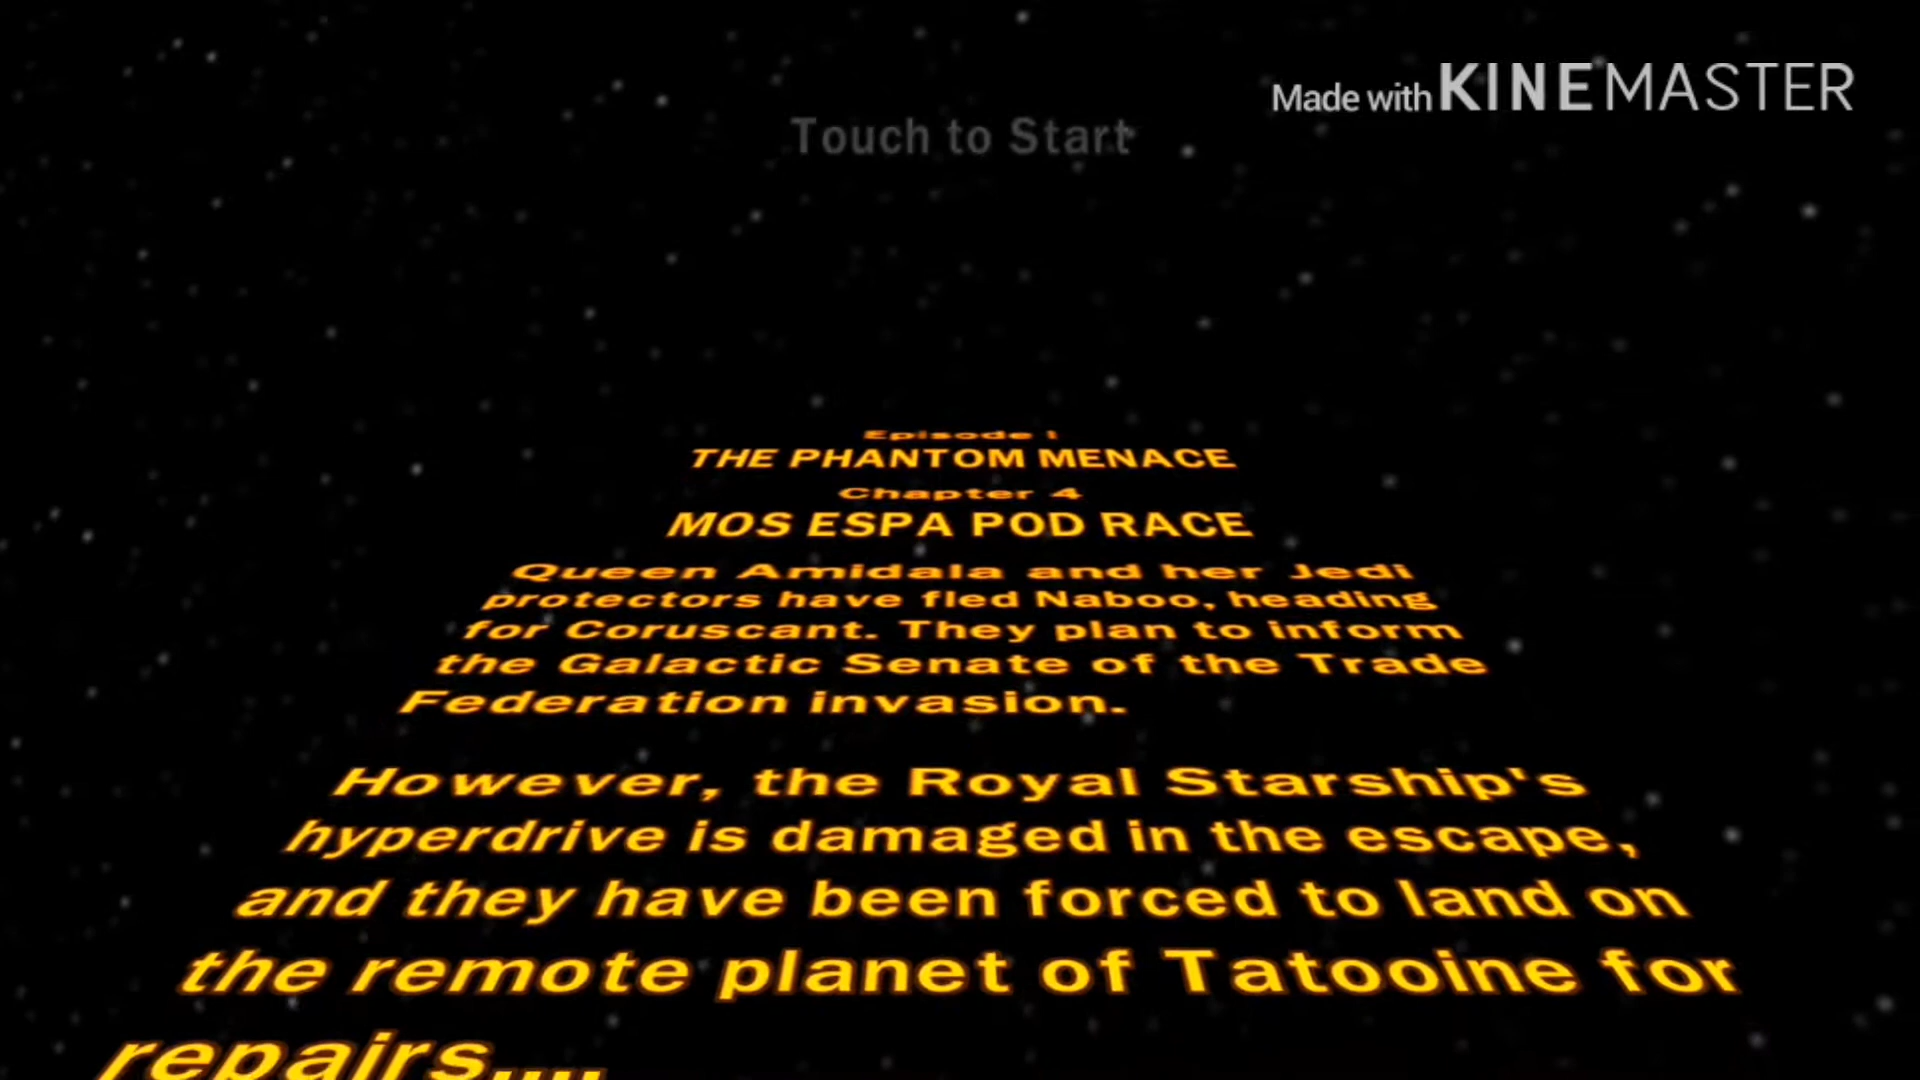 Made with KINEMASTER
Touch to Start
Episode I
THE PHANTOM MENACE
Chapter 4
MOS ESPA POD RACE
Queen Amidala and her Jedi
protectors have fled Naboo, heading
for Coruscant. They plan to inform
the Galactic Senate of the Trade
Federation invasion.
However, the Royal Starship's
hyperdrive is damaged in the escape,
and they have been forced to land on
the remote planet of Tatooine for
repairs....